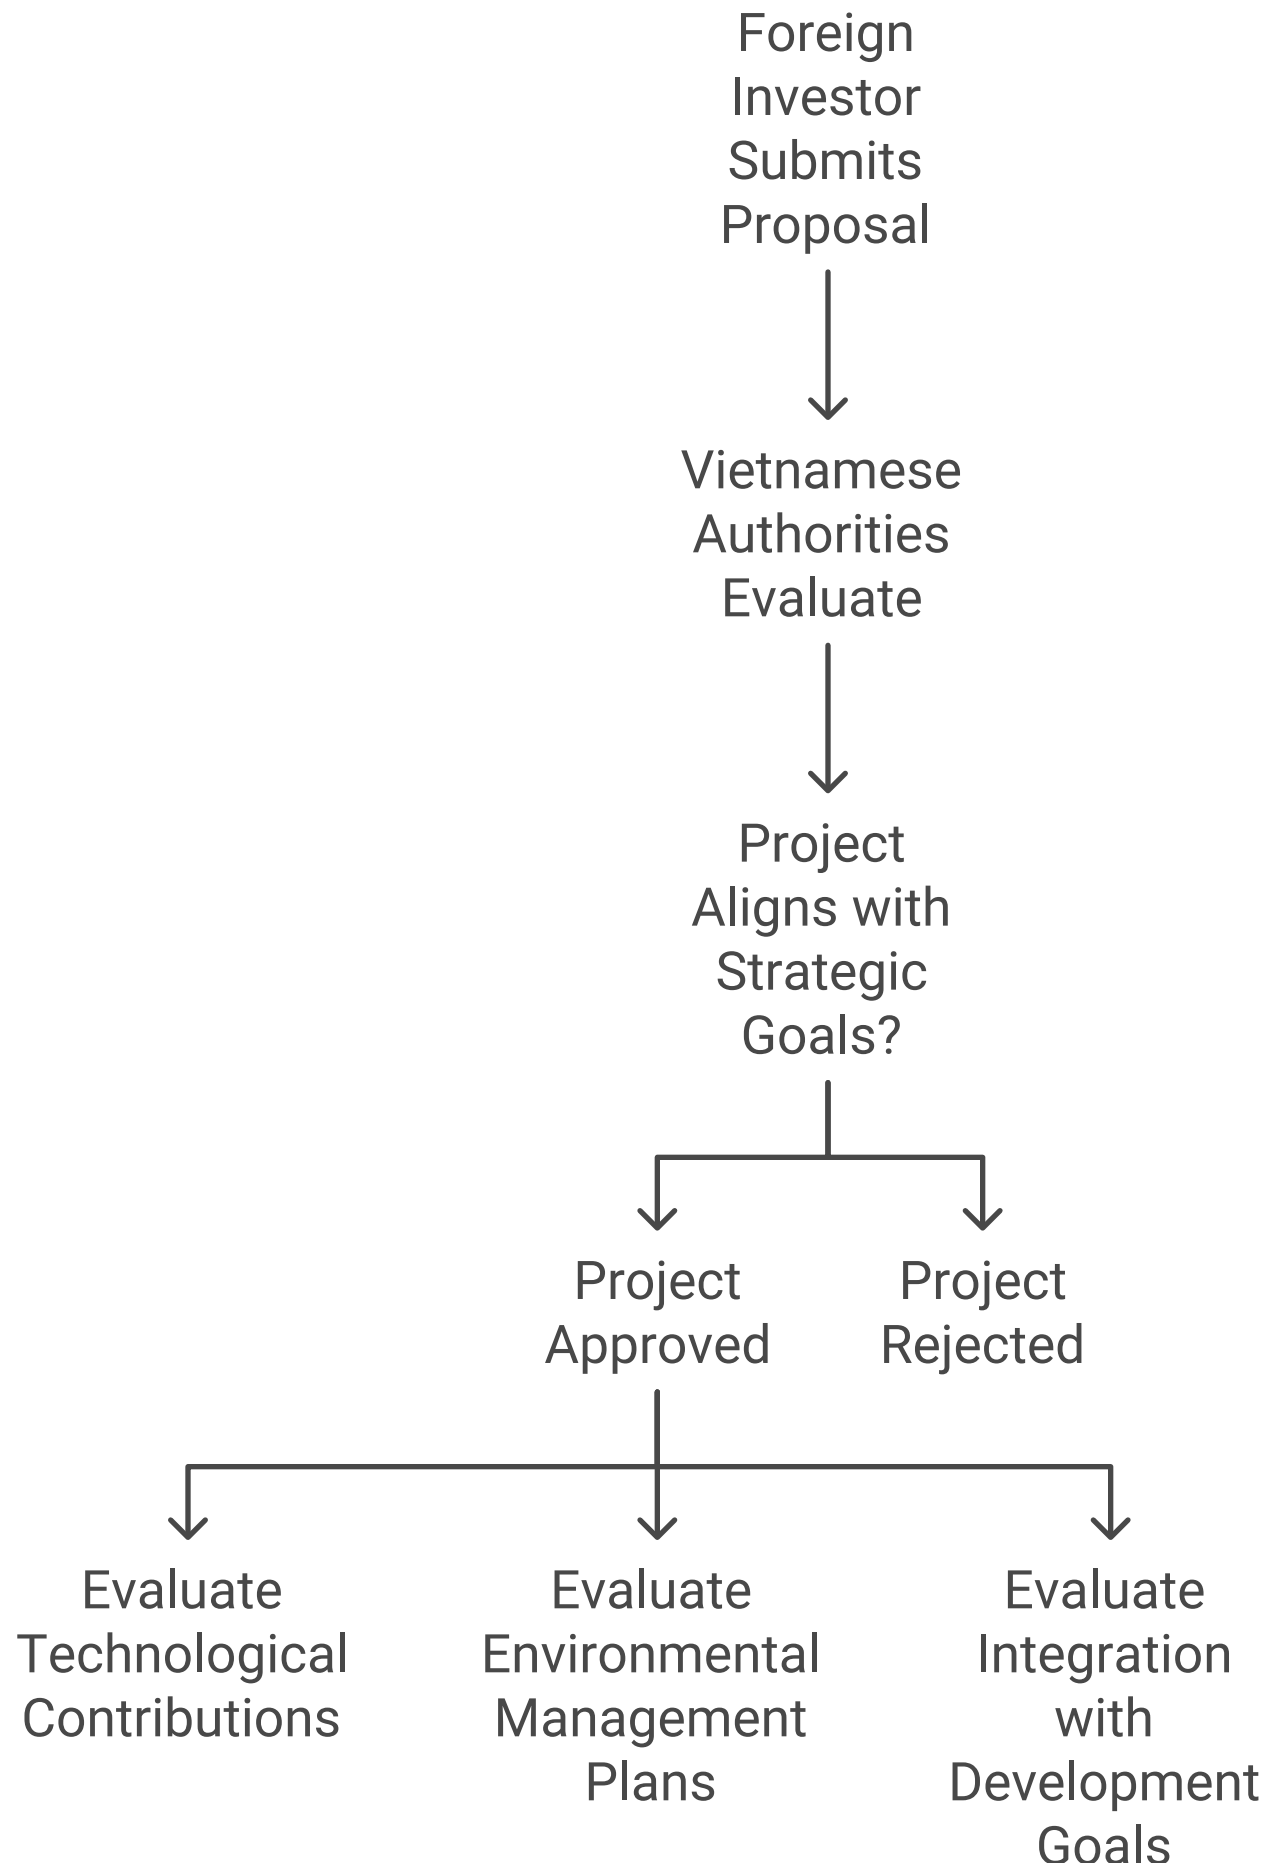 Foreign
Investor
Submits
Proposal
Vietnamese
Authorities
Evaluate
Project
Aligns with
Strategic
Goals?
Project
Approved
Project
Rejected
Evaluate
Technological
Contributions
Evaluate
Environmental
Management
Plans
Evaluate
Integration
with
Development
Goals